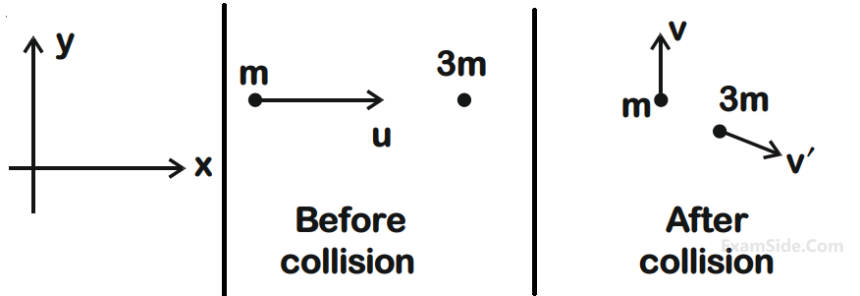 y
x
m
u
3m
Before
collision
v
m
3m
v′
After
ExamSide.Com
collision